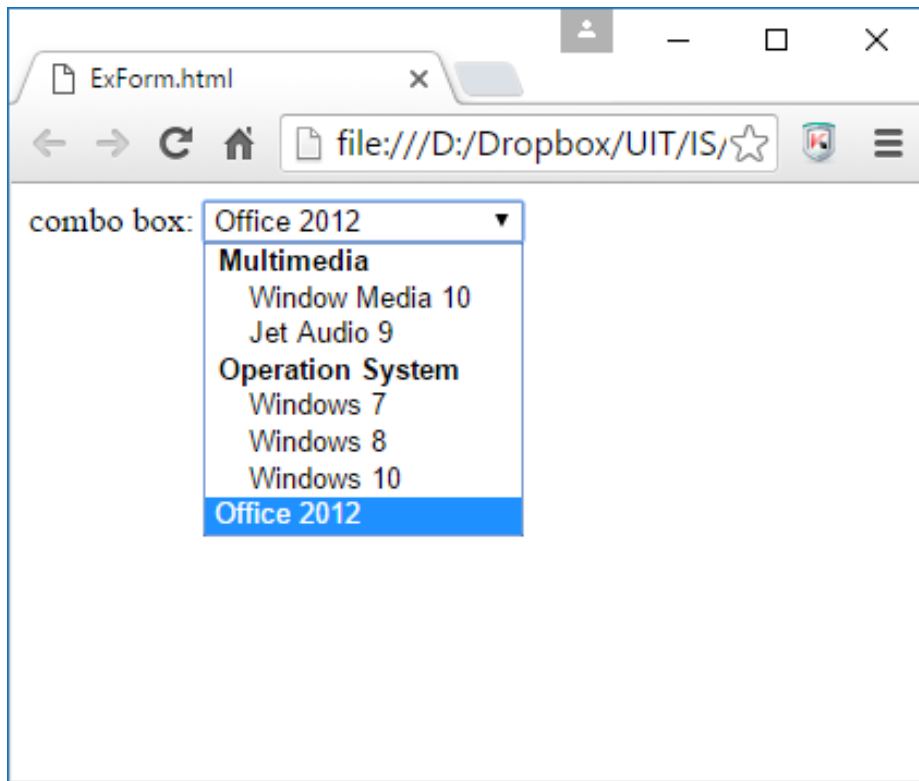 ExForm.html
file:///D:/Dropbox/UIT/IS/
combo box: Office 2012
Multimedia
Window Media 10
Jet Audio 9
Operation System
Windows 7
Windows 8
Windows 10
Office 2012